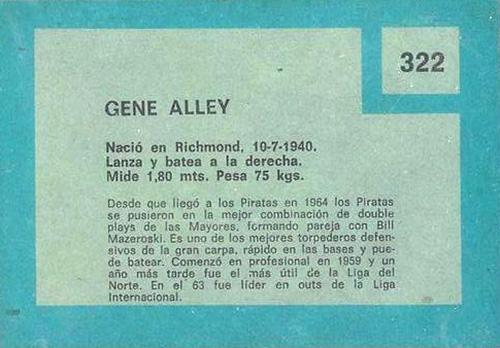 322
GENE ALLEY
Nació en Richmond, 10-7-1940.
Lanza y batea a la derecha.
Mide 1,80 mts. Pesa 75 kgs.
Desde que llegó a los Piratas en 1964 los Piratas
se pusieron en la mejor combinación de double
plays de las Mayores, formando pareja con Bill
Mazeroski. Es uno de los mejores torpederos defen-
sivos de la gran carpa, rápido en las bases y pue-
de batear. Comenzó en profesional en 1959 y un
año más tarde fue el más útil de la Liga del
Norte. En el 63 fue líder en outs de la Liga
Internacional.